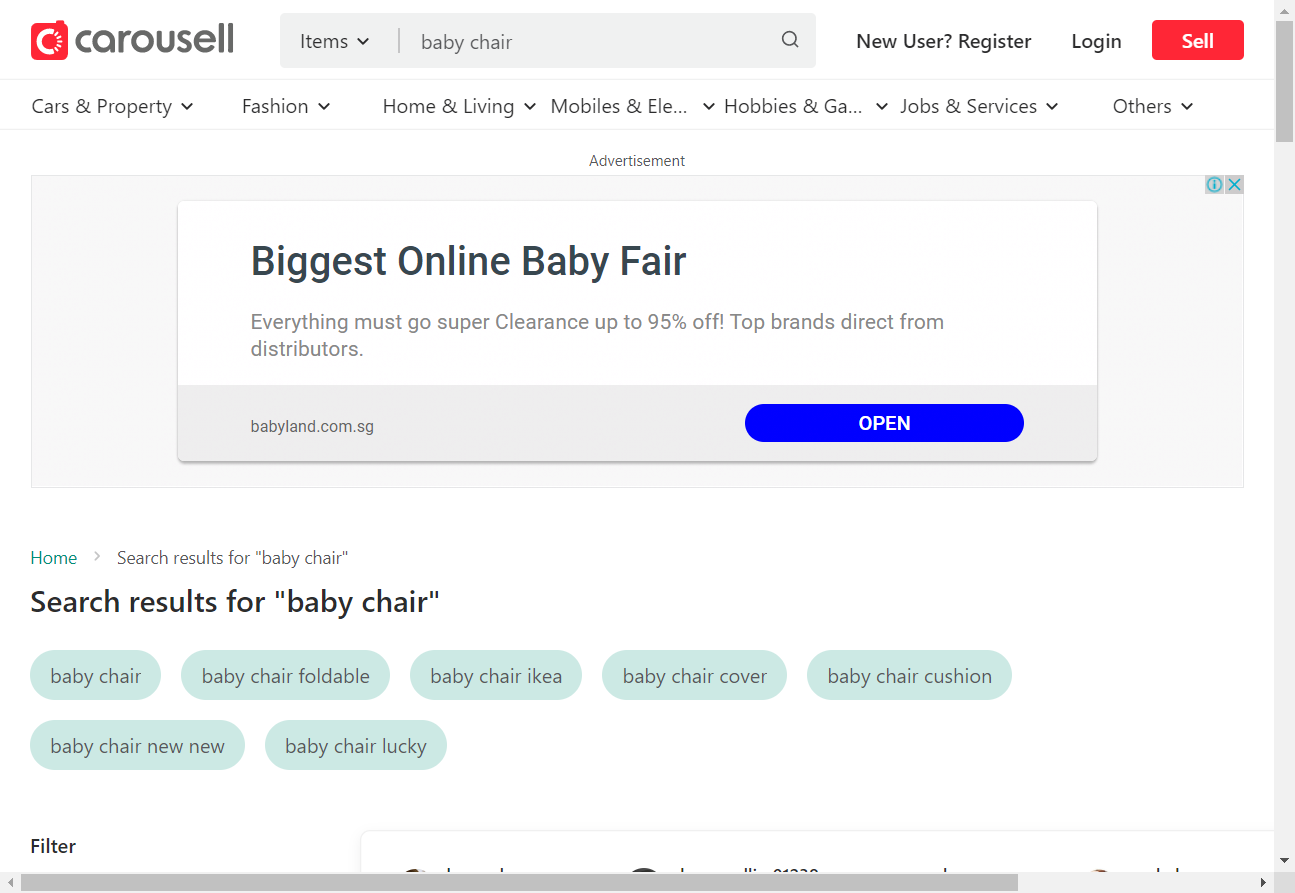 carousell
Items
baby chair
New User? Register
Login
Sell
Cars & Property
Fashion
Home & Living
Mobiles & Ele...
Hobbies & Ga...
Jobs & Services
Others
Advertisement
Biggest Online Baby Fair
Everything must go super Clearance up to 95% off! Top brands direct from
distributors.
babyland.com.sg
OPEN
Home
Search results for "baby chair"
Search results for "baby chair"
baby chair
baby chair foldable
baby chair ikea
baby chair cover
baby chair cushion
baby chair new new
baby chair lucky
Filter